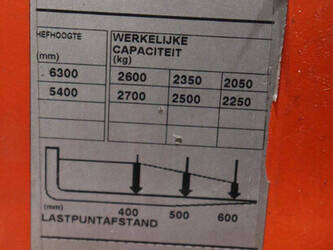 HEFHOOGTE WERKELIJKE
CAPACITEIT
(mm) (kg)
6300 2600 2350 2050
5400 2700 2500 2250
(mm) 400 500 600
LASTPUNTAFSTAND